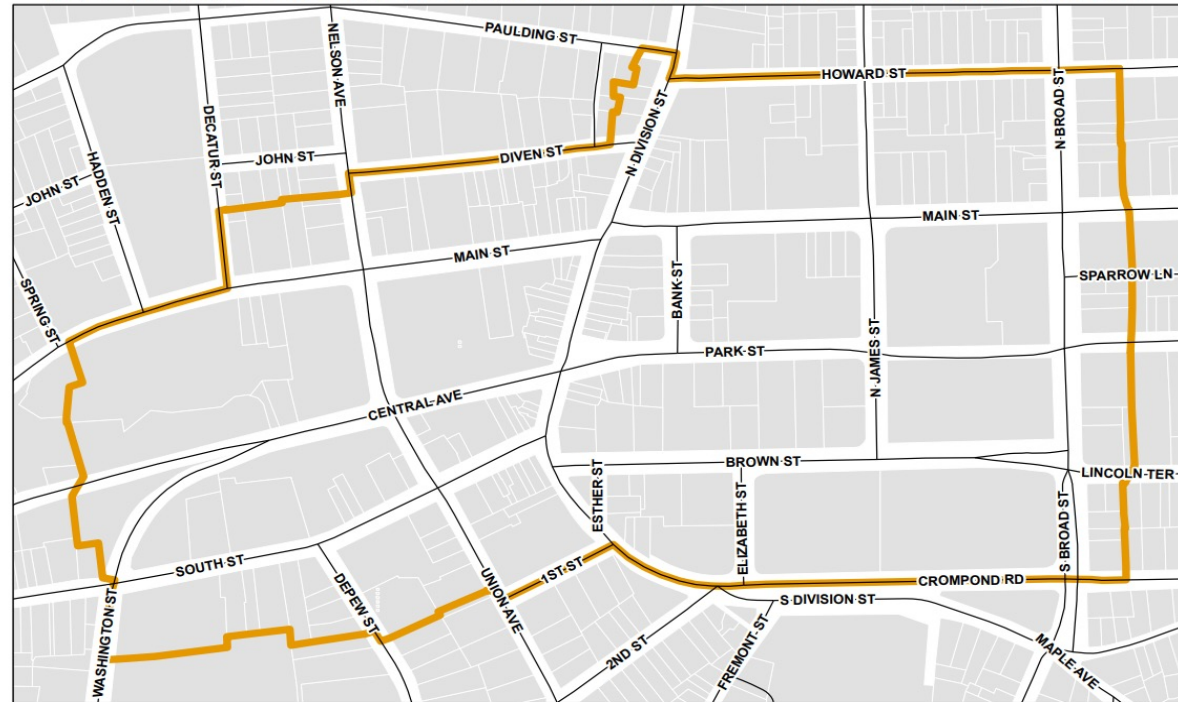 PAULDING ST
NELSON AVE
N DIVISION ST
HOWARD ST
N BROAD ST
DECATUR ST
JOHN ST
DIVEN ST
HADDEN ST
JOHN ST
MAIN ST
MAIN ST
SPRING ST
BANK ST
SPARROW LN
N JAMES ST
PARK ST
CENTRAL AVE
BROWN ST
LINCOLN TER
ESTHER ST
ELIZABETH ST
S BROAD ST
SOUTH ST
1ST ST
CROMPOND RD
UNION AVE
DEPEW ST
S DIVISION ST
WASHINGTON ST
2ND ST
FREMONT ST
MAPLE AVE